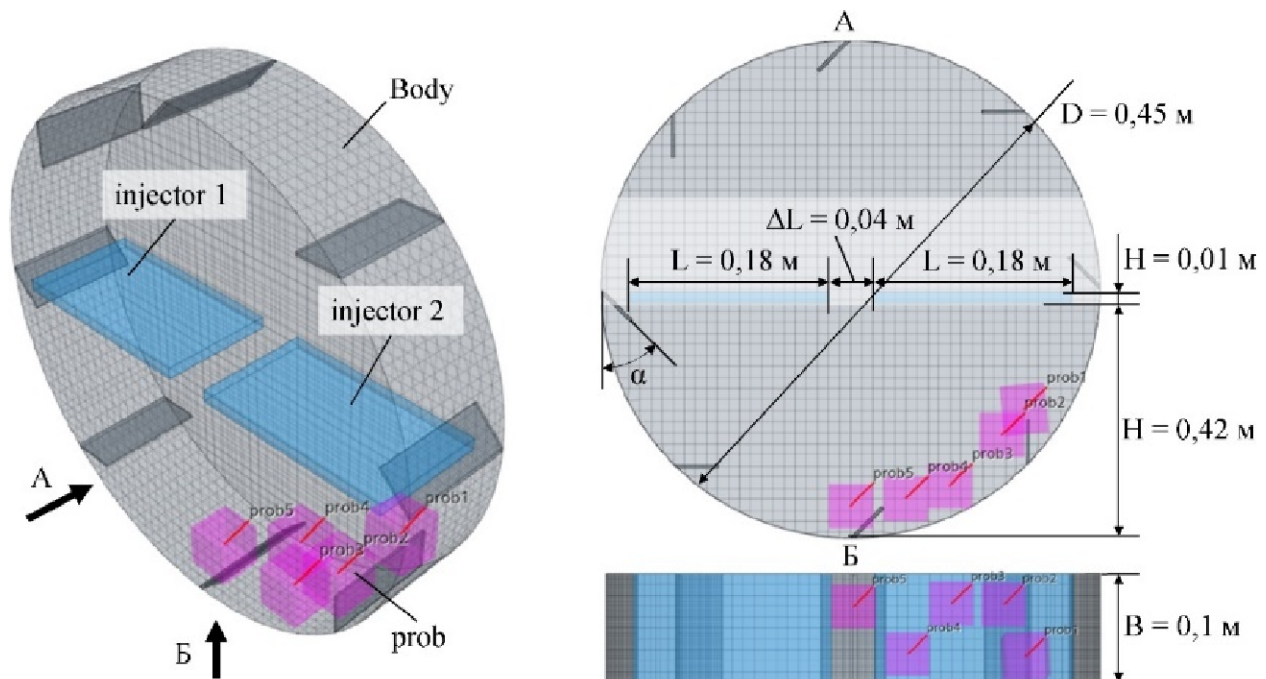 Body
injector 1
injector 2
А
prob5
prob4
prob1
prob3
prob2
prob
Б
А
D = 0,45 м
ΔL = 0,04 м
L = 0,18 м
L = 0,18 м
H = 0,01 м
α
prob1
prob2
prob3
prob4
prob5
H = 0,42 м
Б
prob5
prob3
prob2
prob4
prob1
B = 0,1 м